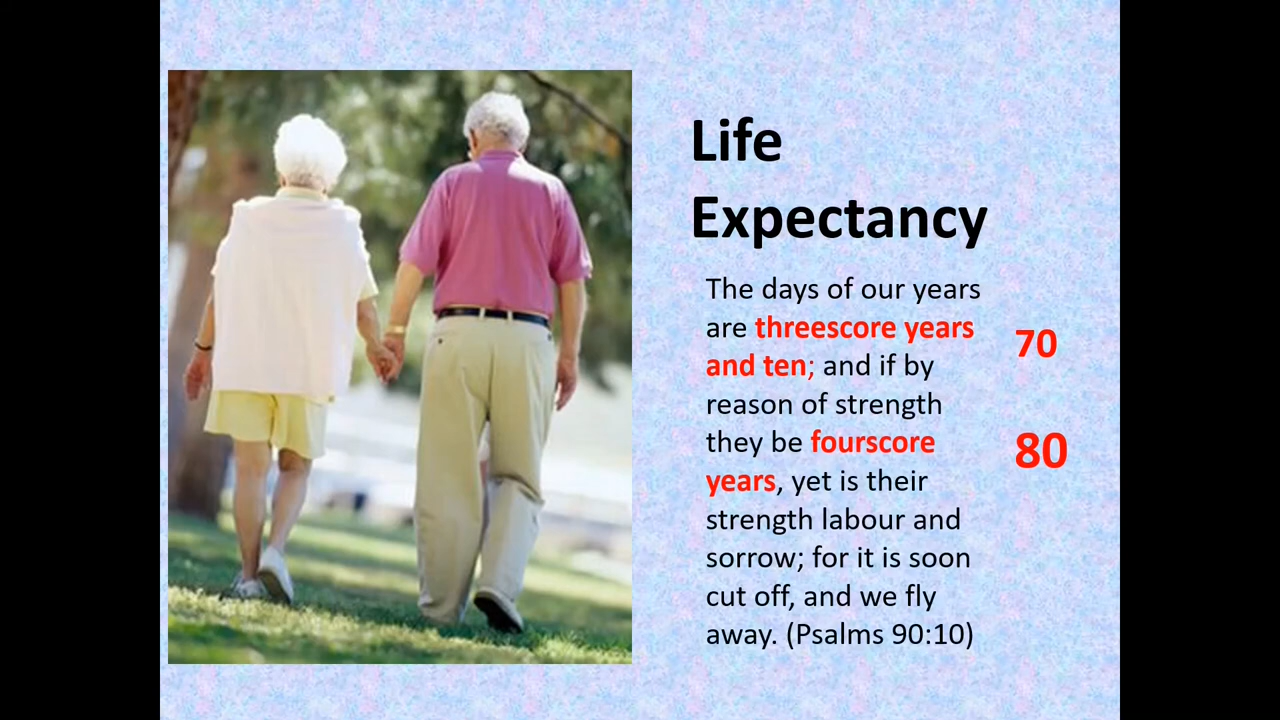 Life
Expectancy
The days of our years
are threescore years
and ten; and if by
reason of strength
they be fourscore
years, yet is their
strength labour and
sorrow; for it is soon
cut off, and we fly
away. (Psalms 90:10)
70
80